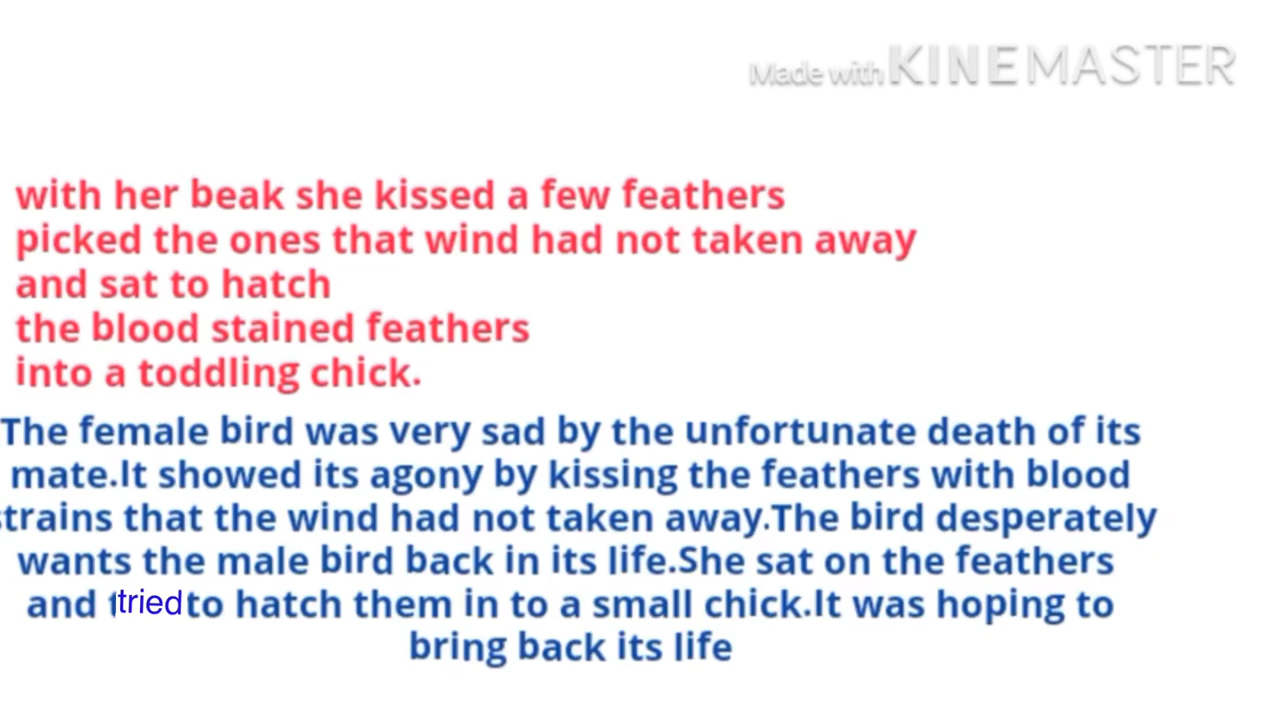 Made with KINEMASTER
with her beak she kissed a few feathers
picked the ones that wind had not taken away
and sat to hatch
the blood stained feathers
into a toddling chick.
The female bird was very sad by the unfortunate death of its
mate.It showed its agony by kissing the feathers with blood
strains that the wind had not taken away.The bird desperately
wants the male bird back in its life.She sat on the feathers
and tried to hatch them in to a small chick.It was hoping to
bring back its life